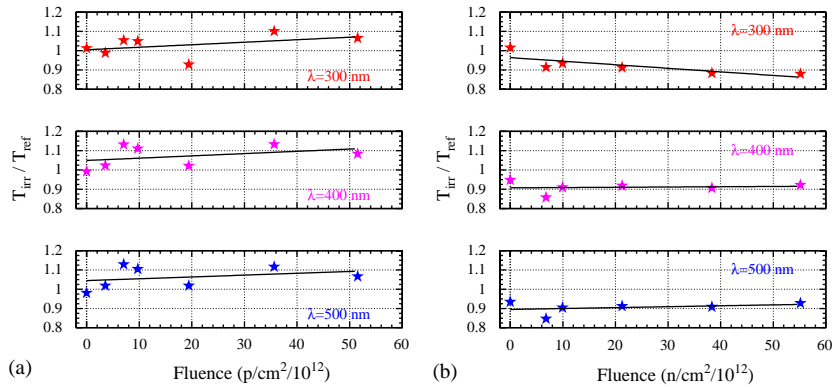 1.2
1.1
1
0.9
0.8
λ=300 nm
1.2
1.1
1
0.9
0.8
λ=400 nm
T_irr / T_ref
1.2
1.1
1
0.9
0.8
λ=500 nm
0 10 20 30 40 50 60
(a) Fluence (p/cm²/10¹²)
1.2
1.1
1
0.9
0.8
λ=300 nm
1.2
1.1
1
0.9
0.8
λ=400 nm
T_irr / T_ref
1.2
1.1
1
0.9
0.8
λ=500 nm
0 10 20 30 40 50 60
(b) Fluence (n/cm²/10¹²)